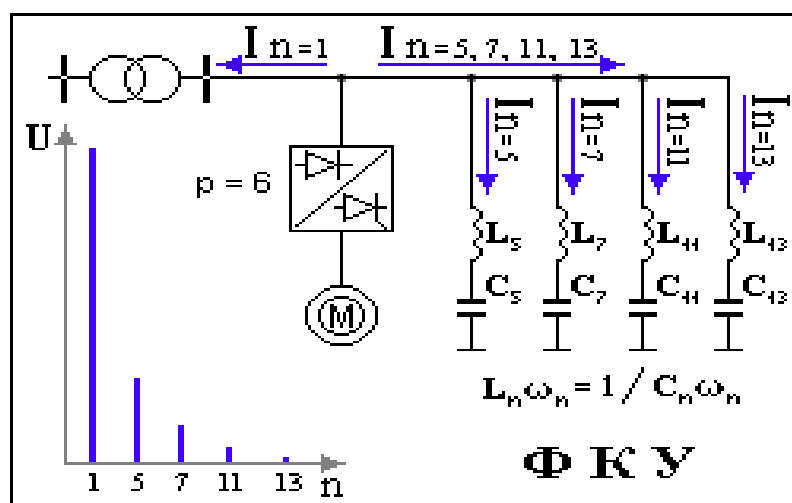 I n=1
I n=5, 7, 11, 13
U
p = 6
M
I n=5
I n=7
I n=11
I n=13
L5
L7
L11
L13
C5
C7
C11
C13
Lnωn = 1 / Cnωn
ФКУ
1 5 7 11 13 n